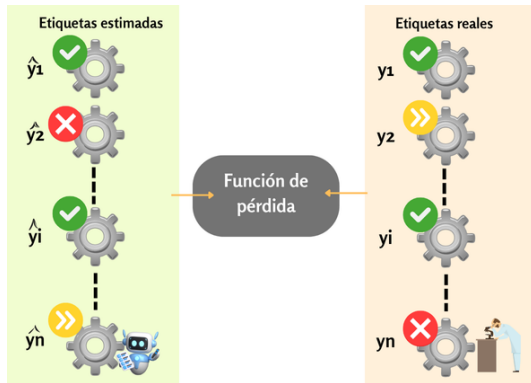 Etiquetas estimadas
ŷ1
ŷ2
ŷi
ŷn
Función de
pérdida
Etiquetas reales
y1
y2
yi
yn